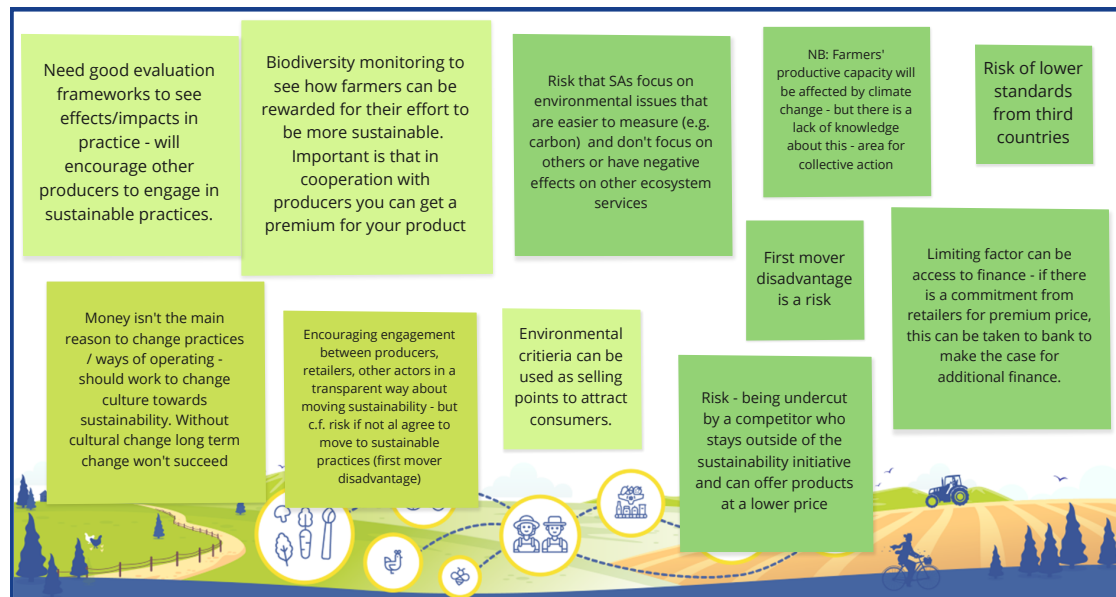 Need good evaluation
frameworks to see
effects/impacts in
practice - will
encourage other
producers to engage in
sustainable practices.
Biodiversity monitoring to
see how farmers can be
rewarded for their effort to
be more sustainable.
Important is that in
cooperation with
producers you can get a
premium for your product
Risk that SAs focus on
environmental issues that
are easier to measure (e.g.
carbon) and don't focus on
others or have negative
effects on other ecosystem
services
NB: Farmers'
productive capacity will
be affected by climate
change - but there is a
lack of knowledge
about this - area for
collective action
Risk of lower
standards
from third
countries
First mover
disadvantage
is a risk
Limiting factor can be
access to finance - if there
is a commitment from
retailers for premium price,
this can be taken to bank to
make the case for
additional finance.
Money isn't the main
reason to change practices
/ ways of operating -
should work to change
culture towards
sustainability. Without
cultural change long term
change won't succeed
Encouraging engagement
between producers,
retailers, other actors in a
transparent way about
moving sustainability - but
c.f. risk if not al agree to
move to sustainable
practices (first mover
disadvantage)
Environmental
critieria can be
used as selling
points to attract
consumers.
Risk - being undercut
by a competitor who
stays outside of the
sustainability initiative
and can offer products
at a lower price